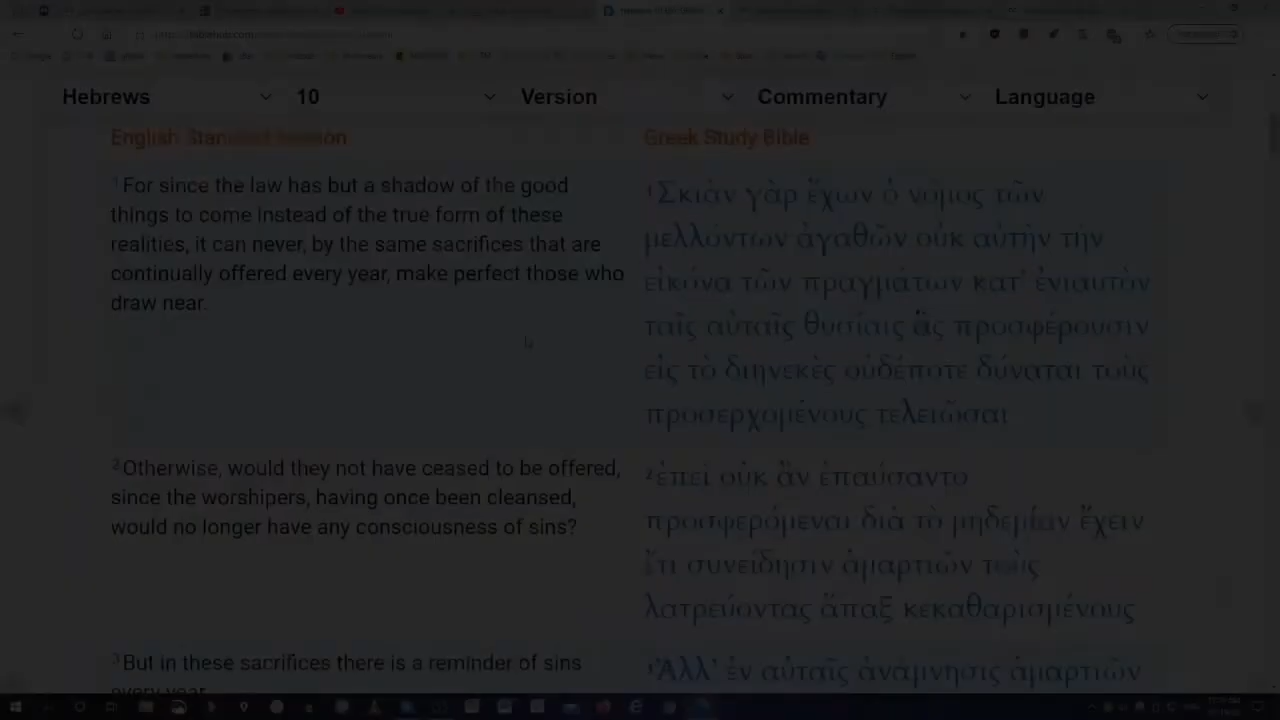 Hebrews 10 Version Commentary Language
English Standard Version
Greek Study Bible
1 For since the law has but a shadow of the good
things to come instead of the true form of these
realities, it can never, by the same sacrifices that are
continually offered every year, make perfect those who
draw near.
1 Σκιὰν γὰρ ἔχων ὁ νόμος τῶν
μελλόντων ἀγαθῶν οὐκ αὐτὴν τὴν
εἰκόνα τῶν πραγμάτων κατ’ ἐνιαυτὸν
ταῖς αὐταῖς θυσίαις ἃς προσφέρουσιν
εἰς τὸ διηνεκὲς οὐδέποτε δύναται τοὺς
προσερχομένους τελειῶσαι
2 Otherwise, would they not have ceased to be offered,
since the worshipers, having once been cleansed,
would no longer have any consciousness of sins?
2 ἐπεὶ οὐκ ἂν ἐπαύσαντο
προσφερόμεναι διὰ τὸ μηδεμίαν ἔχειν
ἔτι συνείδησιν ἁμαρτιῶν τοὺς
λατρεύοντας ἅπαξ κεκαθαρισμένους
3 But in these sacrifices there is a reminder of sins
every year.
Ἀλλ’ ἐν αὐταῖς ἀνάμνησις ἁμαρτιῶν